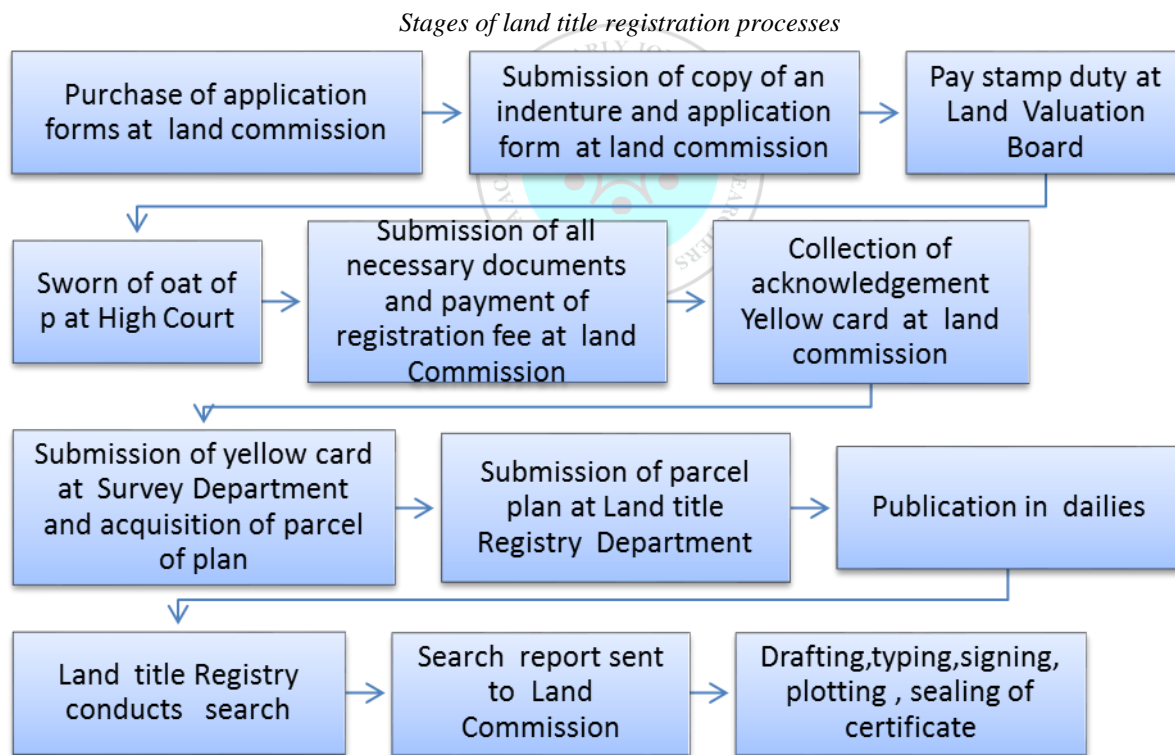 Stages of land title registration processes
Purchase of application
forms at land commission
Submission of copy of an
indenture and application
form at land commission
Pay stamp duty at
Land Valuation
Board
Sworn of oat of
p at High Court
Submission of all
necessary documents
and payment of
registration fee at land
Commission
Collection of
acknowledgement
Yellow card at land
commission
Submission of yellow card
at Survey Department
and acquisition of parcel
of plan
Submission of parcel
plan at Land title
Registry Department
Publication in dailies
Land title Registry
conducts search
Search report sent
to Land
Commission
Drafting,typing,signing,
plotting , sealing of
certificate